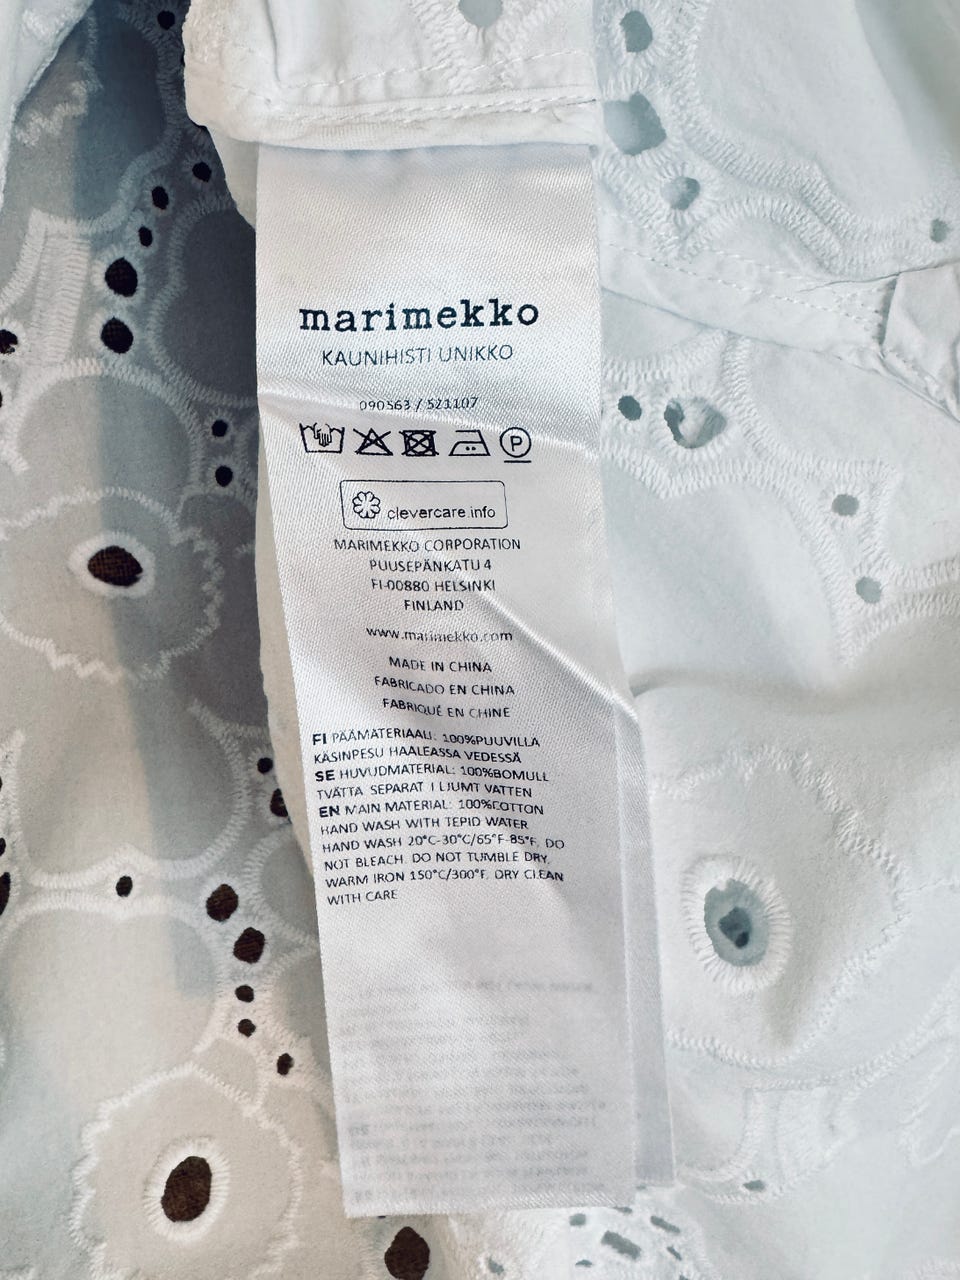 marimekko
KAUNIHISTI UNIKKO
090563 / 521107
P
clevercare.info
MARIMEKKO CORPORATION
PUUSEPÄNKATU 4
FI-00880 HELSINKI
FINLAND
www.marimekko.com
MADE IN CHINA
FABRICADO EN CHINA
FABRIQUÉ EN CHINE
FI PÄÄMATERIAALI: 100%PUUVILLA
KÄSINPESU HAALEASSA VEDESSÄ
SE HUVUDMATERIAL: 100%BOMULL
TVÄTTA SEPARAT I LJUMT VATTEN
EN MAIN MATERIAL: 100%COTTON
HAND WASH WITH TEPID WATER
HAND WASH 20°C-30°C/65°F-85°F, DO
NOT BLEACH. DO NOT TUMBLE DRY,
WARM IRON 150°C/300°F, DRY CLEAN
WITH CARE